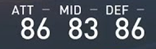 ATT – MID – DEF –
86 83 86